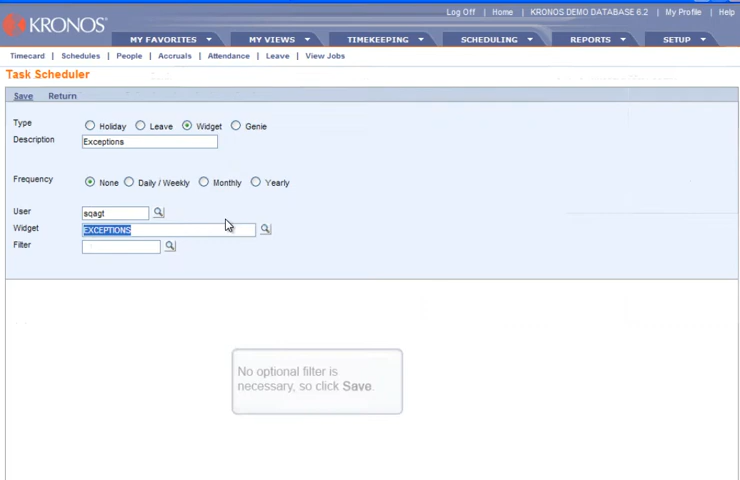 KRONOS
Log Off | Home | KRONOS DEMO DATABASE 6.2 | My Profile | Help
MY FAVORITES MY VIEWS TIMEKEEPING SCHEDULING REPORTS SETUP
Timecard | Schedules | People | Accruals | Attendance | Leave | View Jobs
Task Scheduler
Save Return
Type Holiday Leave Widget Genie
Description Exceptions
Frequency None Daily / Weekly Monthly Yearly
User sqagt
Widget EXCEPTIONS
Filter
No optional filter is
necessary, so click Save.